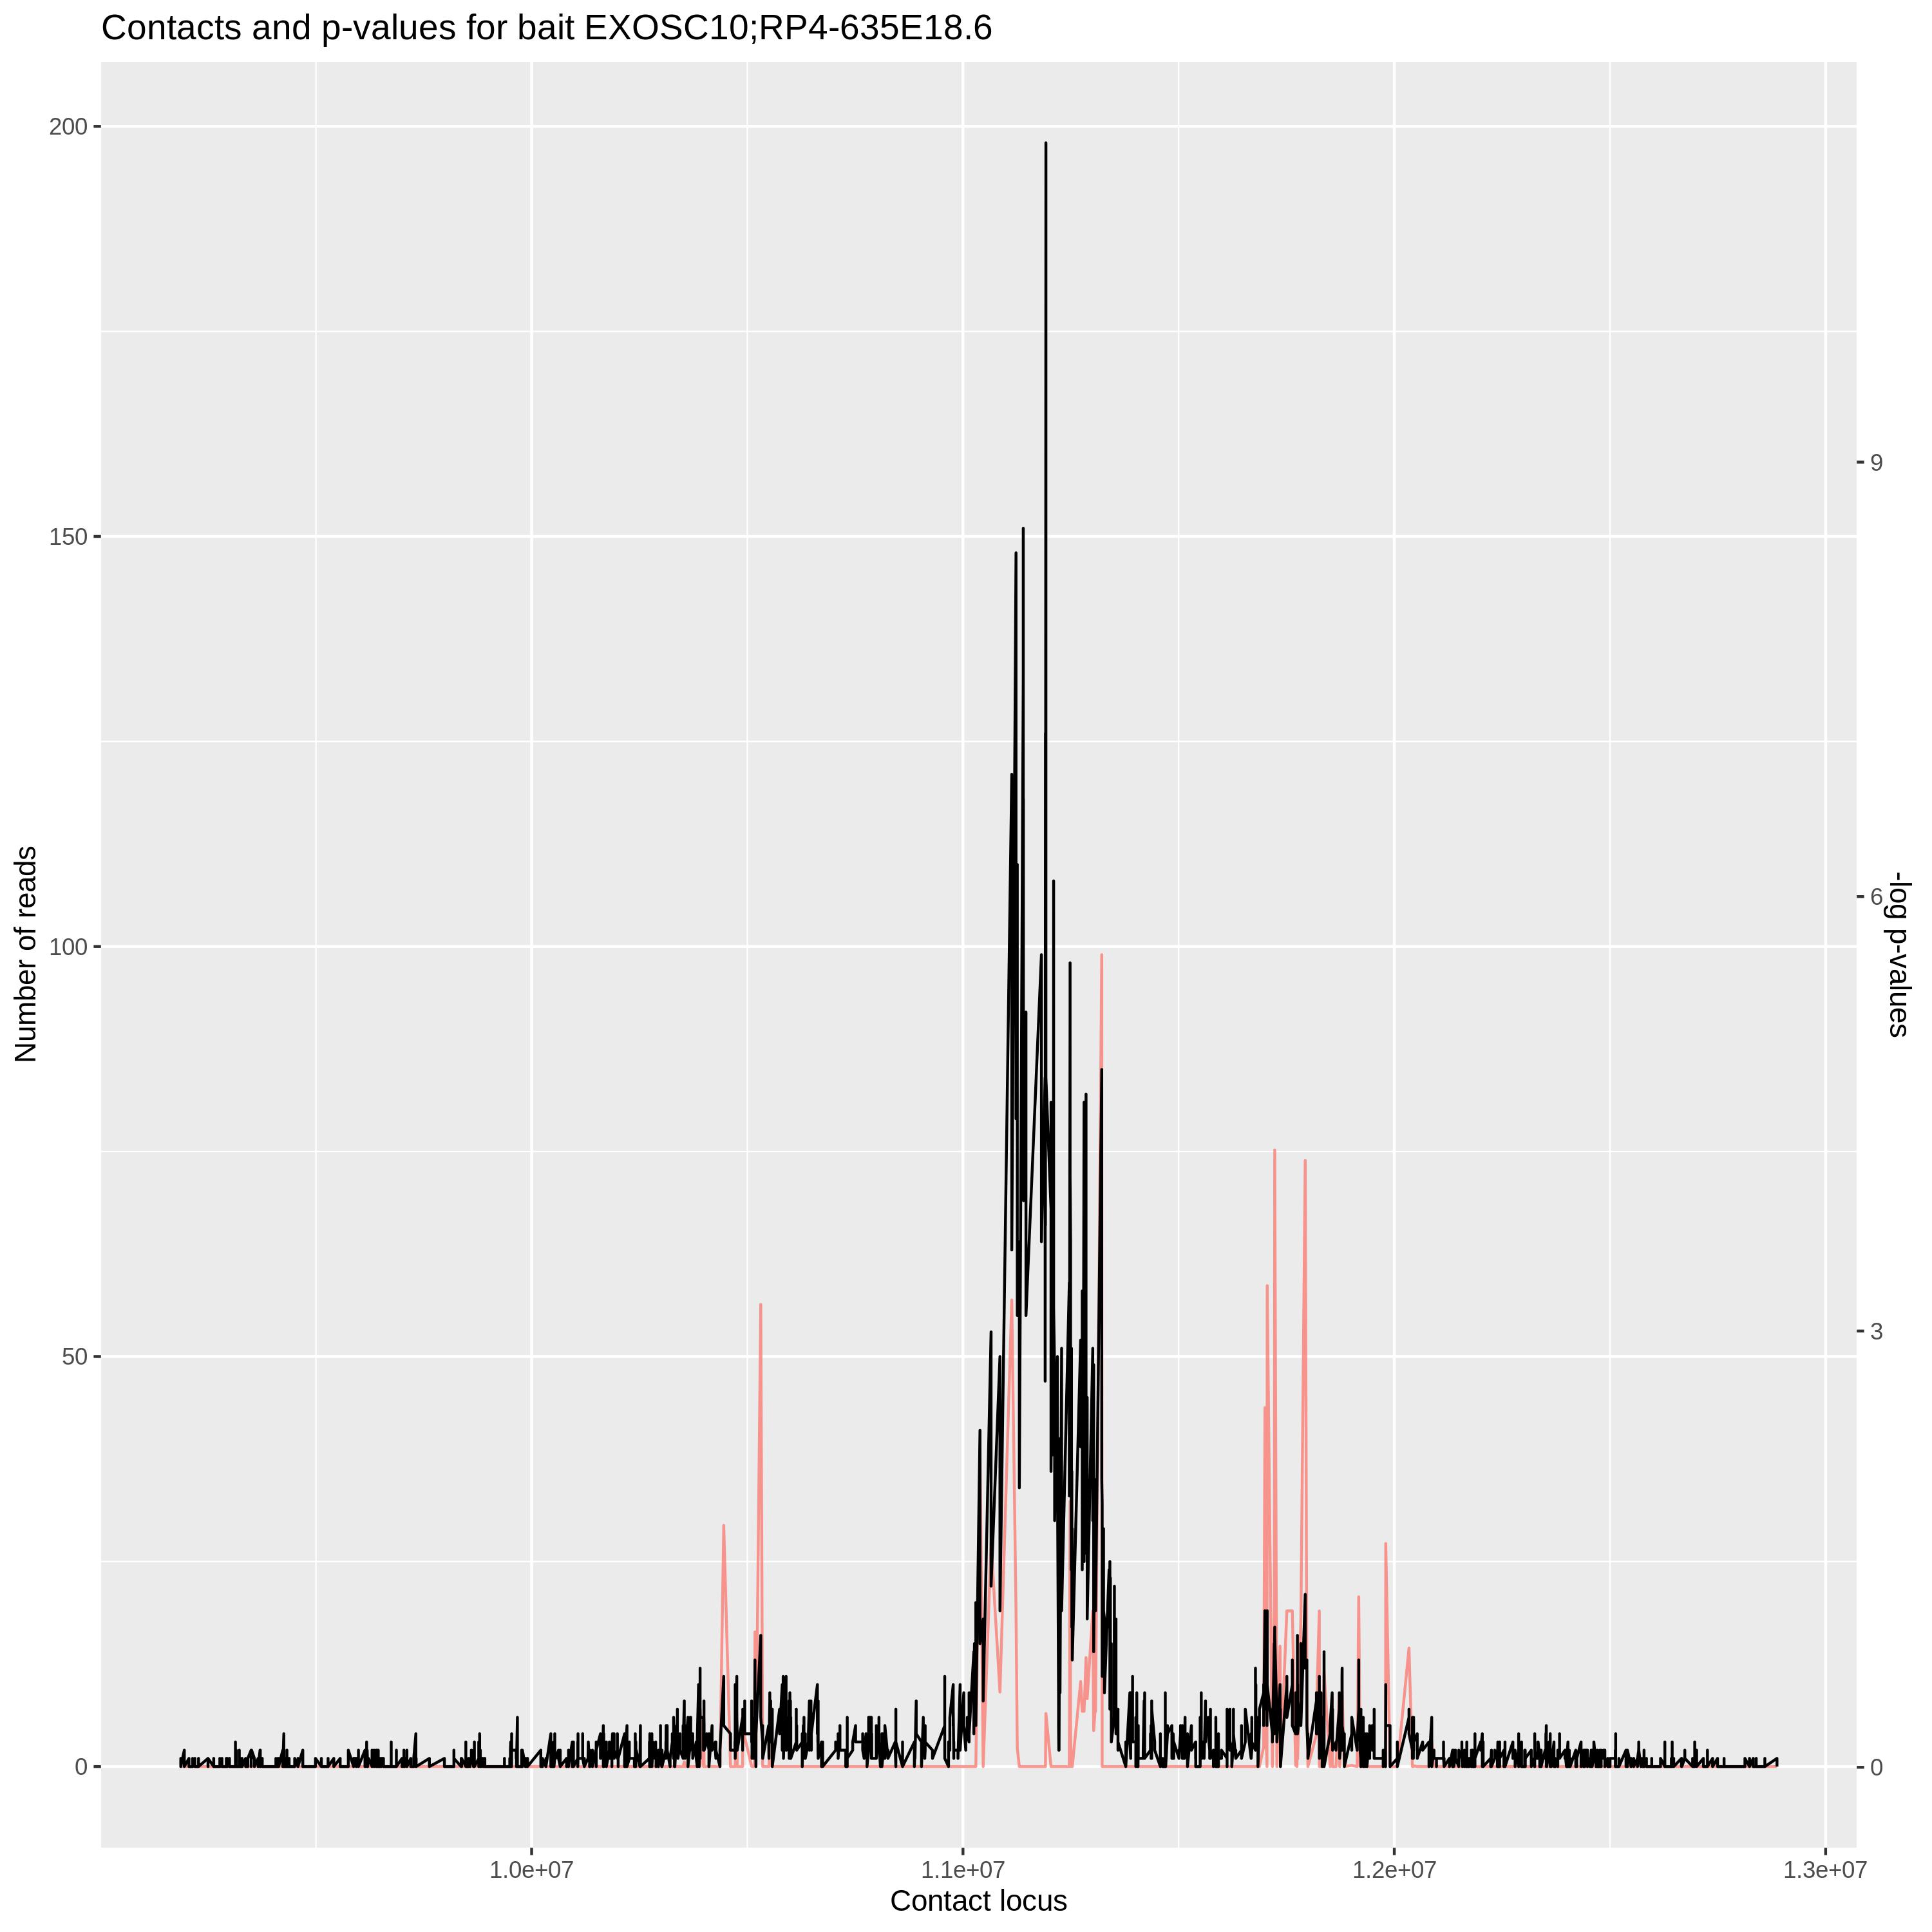 Contacts and p-values for bait EXOSC10;RP4-635E18.6
200
150
100
50
0
Number of reads
9
6
3
0
-log p-values
1.0e+07
1.1e+07
1.2e+07
1.3e+07
Contact locus